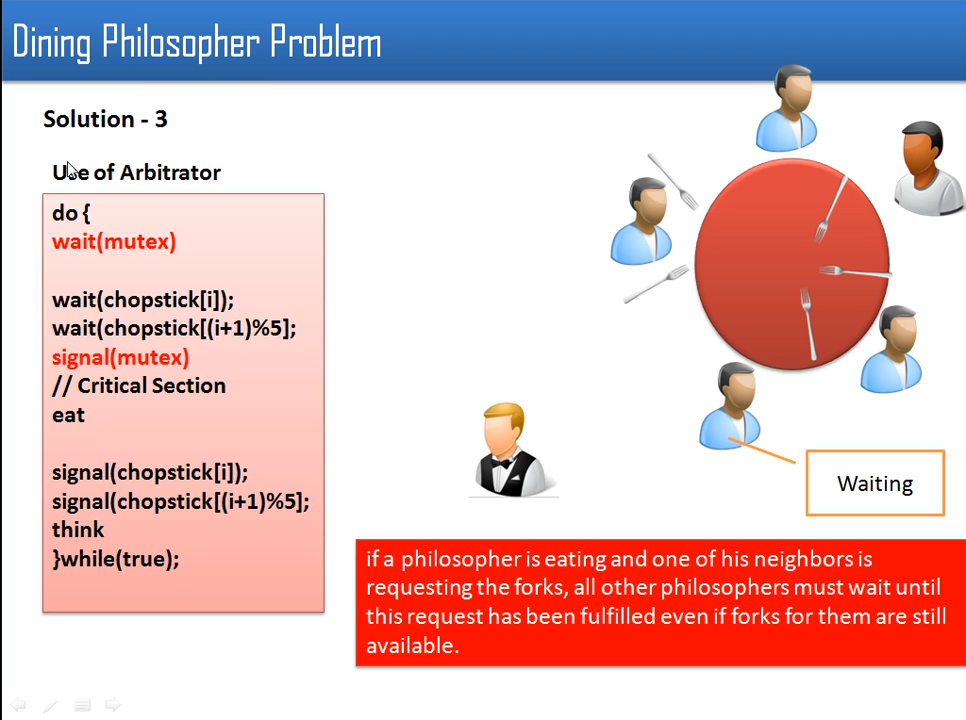 Dining Philosopher Problem
Solution - 3
Use of Arbitrator
do {
wait(mutex)
wait(chopstick[i]);
wait(chopstick[(i+1)%5];
signal(mutex)
// Critical Section
eat
signal(chopstick[i]);
signal(chopstick[(i+1)%5];
think
}while(true);
Waiting
if a philosopher is eating and one of his neighbors is
requesting the forks, all other philosophers must wait until
this request has been fulfilled even if forks for them are still
available.